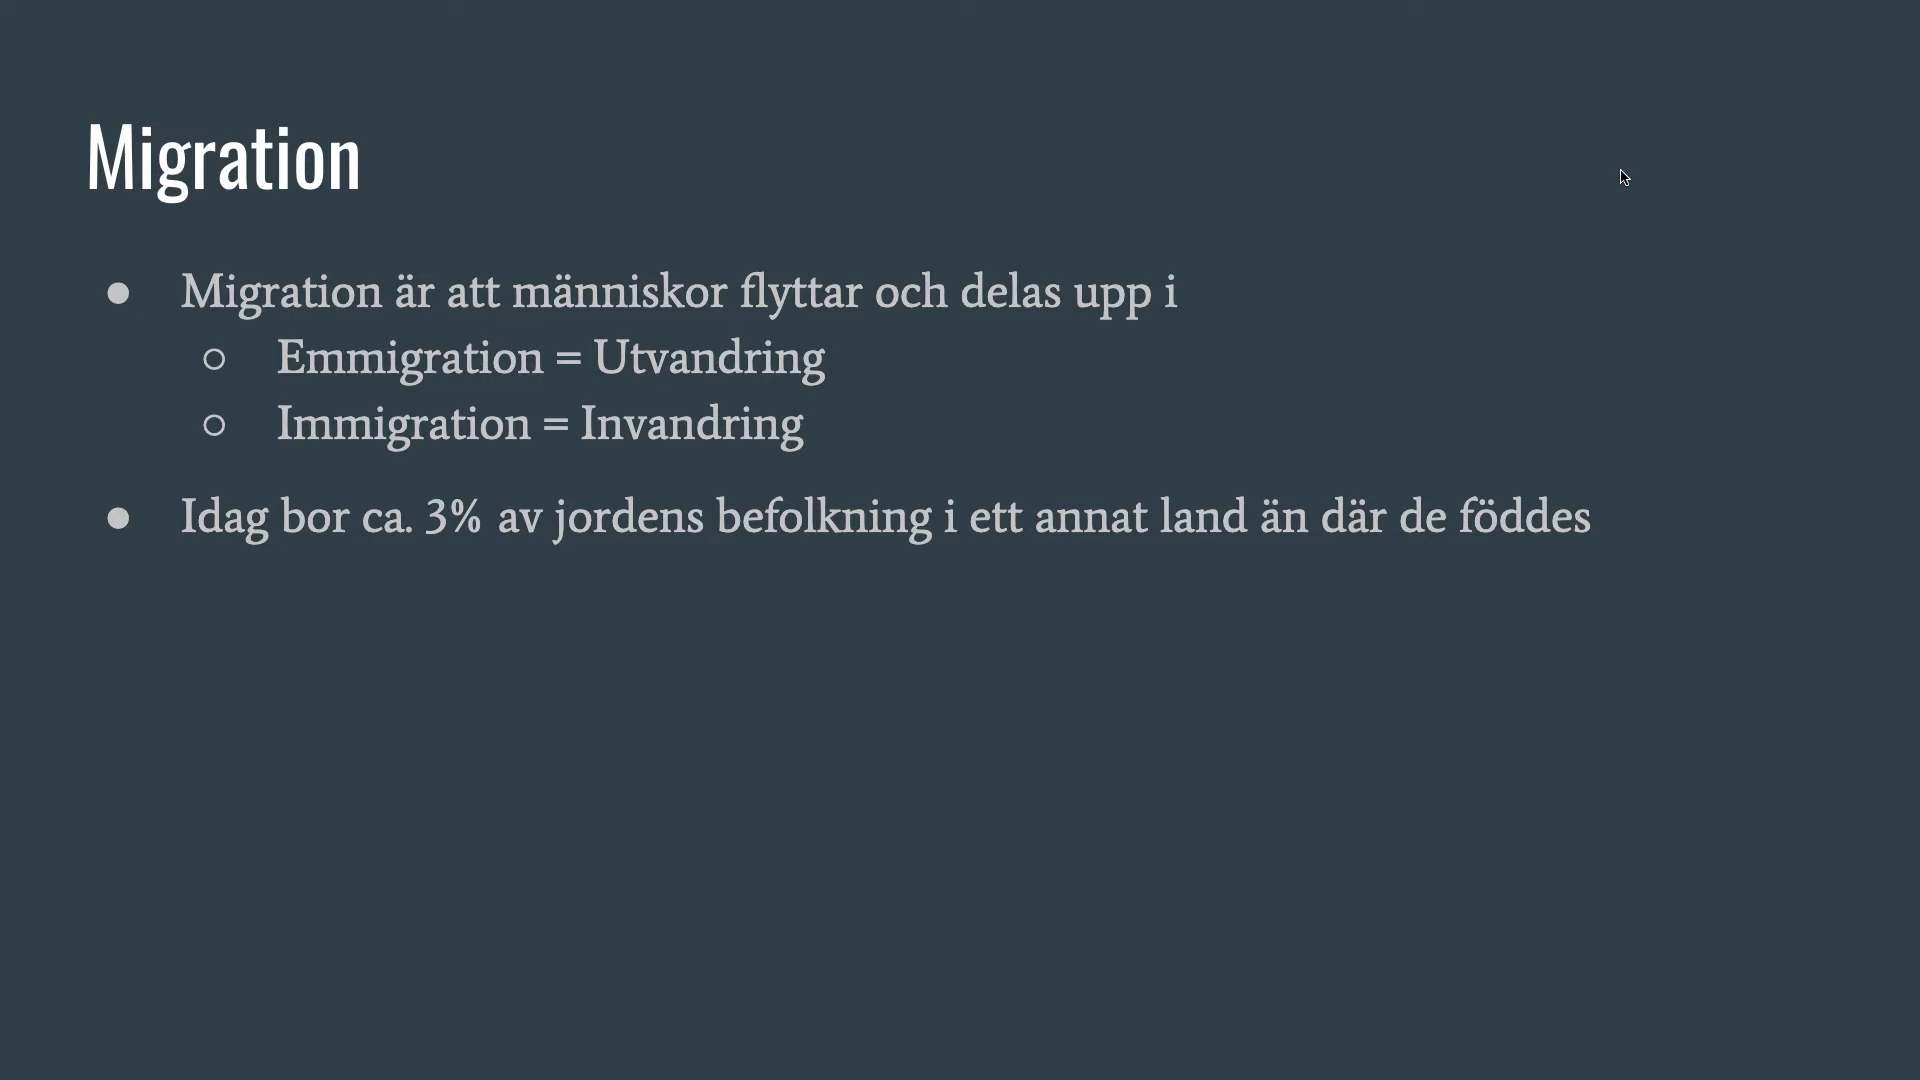 Migration
● Migration är att människor flyttar och delas upp i
○ Emmigration = Utvandring
○ Immigration = Invandring
● Idag bor ca. 3% av jordens befolkning i ett annat land än där de föddes